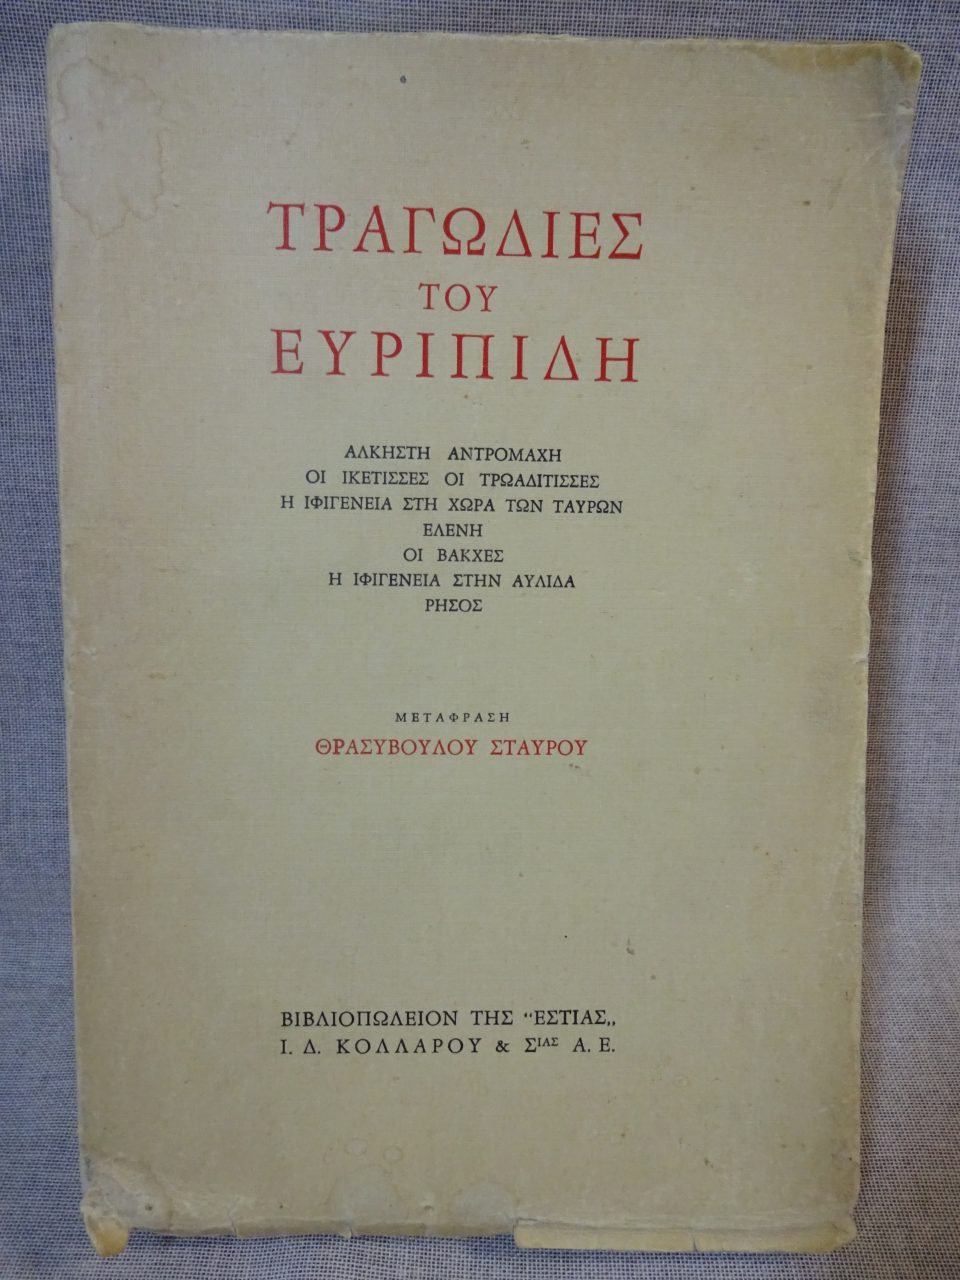 ΤΡΑΓΩΔΙΕΣ
ΤΟΥ
ΕΥΡΙΠΙΔΗ
ΑΛΚΗΣΤΗ ΑΝΤΡΟΜΑΧΗ
ΟΙ ΙΚΕΤΙΣΣΕΣ ΟΙ ΤΡΩΑΔΙΤΙΣΣΕΣ
Η ΙΦΙΓΕΝΕΙΑ ΣΤΗ ΧΩΡΑ ΤΩΝ ΤΑΥΡΩΝ
ΕΛΕΝΗ
ΟΙ ΒΑΚΧΕΣ
Η ΙΦΙΓΕΝΕΙΑ ΣΤΗΝ ΑΥΛΙΔΑ
ΡΗΣΟΣ
ΜΕΤΑΦΡΑΣΗ
ΘΡΑΣΥΒΟΥΛΟΥ ΣΤΑΥΡΟΥ
ΒΙΒΛΙΟΠΩΛΕΙΟΝ ΤΗΣ “ΕΣΤΙΑΣ„
Ι. Δ. ΚΟΛΛΑΡΟΥ & ΣΙΑΣ Α. Ε.